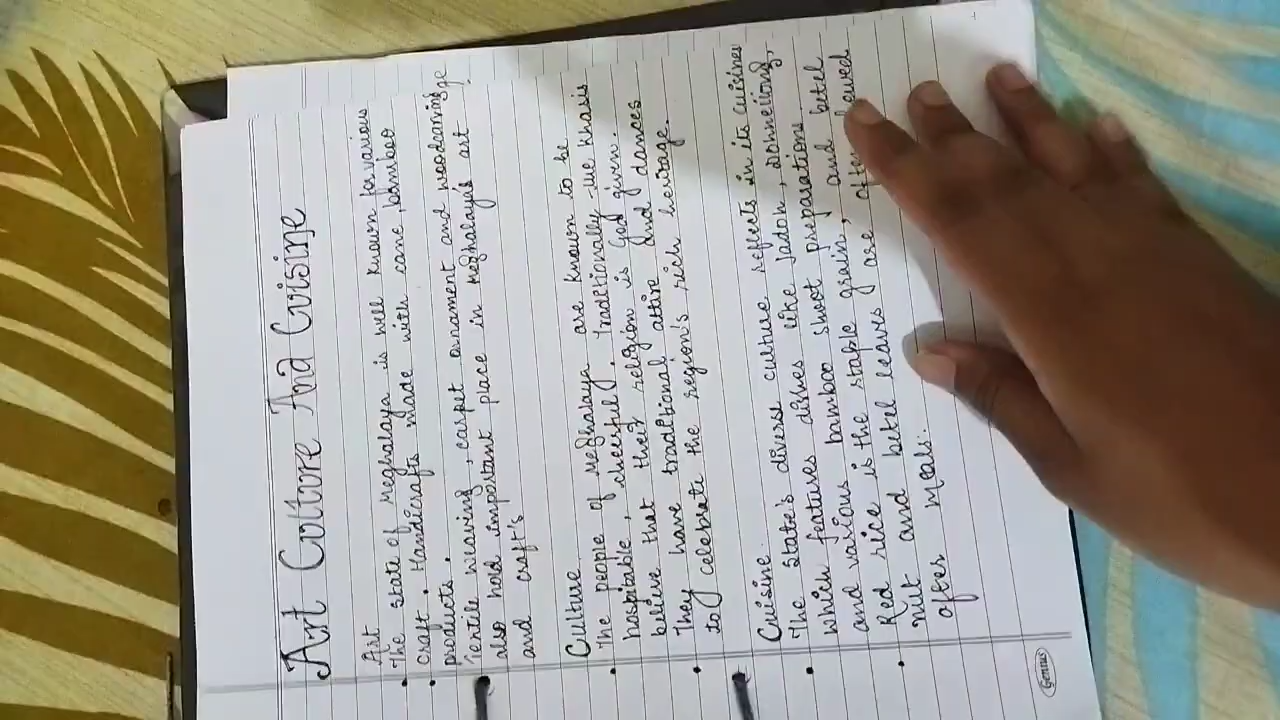 Art Culture And Cuisine
Art
The state of meghalaya is well known for various
craft. Handicrafts made with cane, bamboo
products.
Textile weaving, carpet ornament and woodcarving
also hold important place in meghalaya's art
and craft's
Culture
The people of meghalaya are known to be
hospitable, cheerful. Traditionally the khasis
believe that their religion is God given.
They have traditional attire and dances
to celebrate the region's rich heritage.
Cuisine
The state's diverse culture reflects in its cuisine
which features dishes like Jadoh,
and various bamboo shoot preparations
Red rice is the staple grain, and betel
nut and betel leaves are often
after meals.
Genius